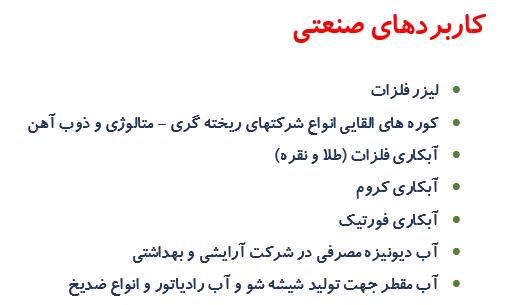 کاربردهای صنعتی
• لیزر فلزات
• کوره های القایی انواع شرکتهای ریخته گری – متالوژی و ذوب آهن
• آبکاری فلزات (طلا و نقره)
• آبکاری کروم
• آبکاری فورتیک
• آب دیونیزه مصرفی در شرکت آرایشی و بهداشتی
• آب مقطر جهت تولید شیشه شو و آب رادیاتور و انواع ضدیخ